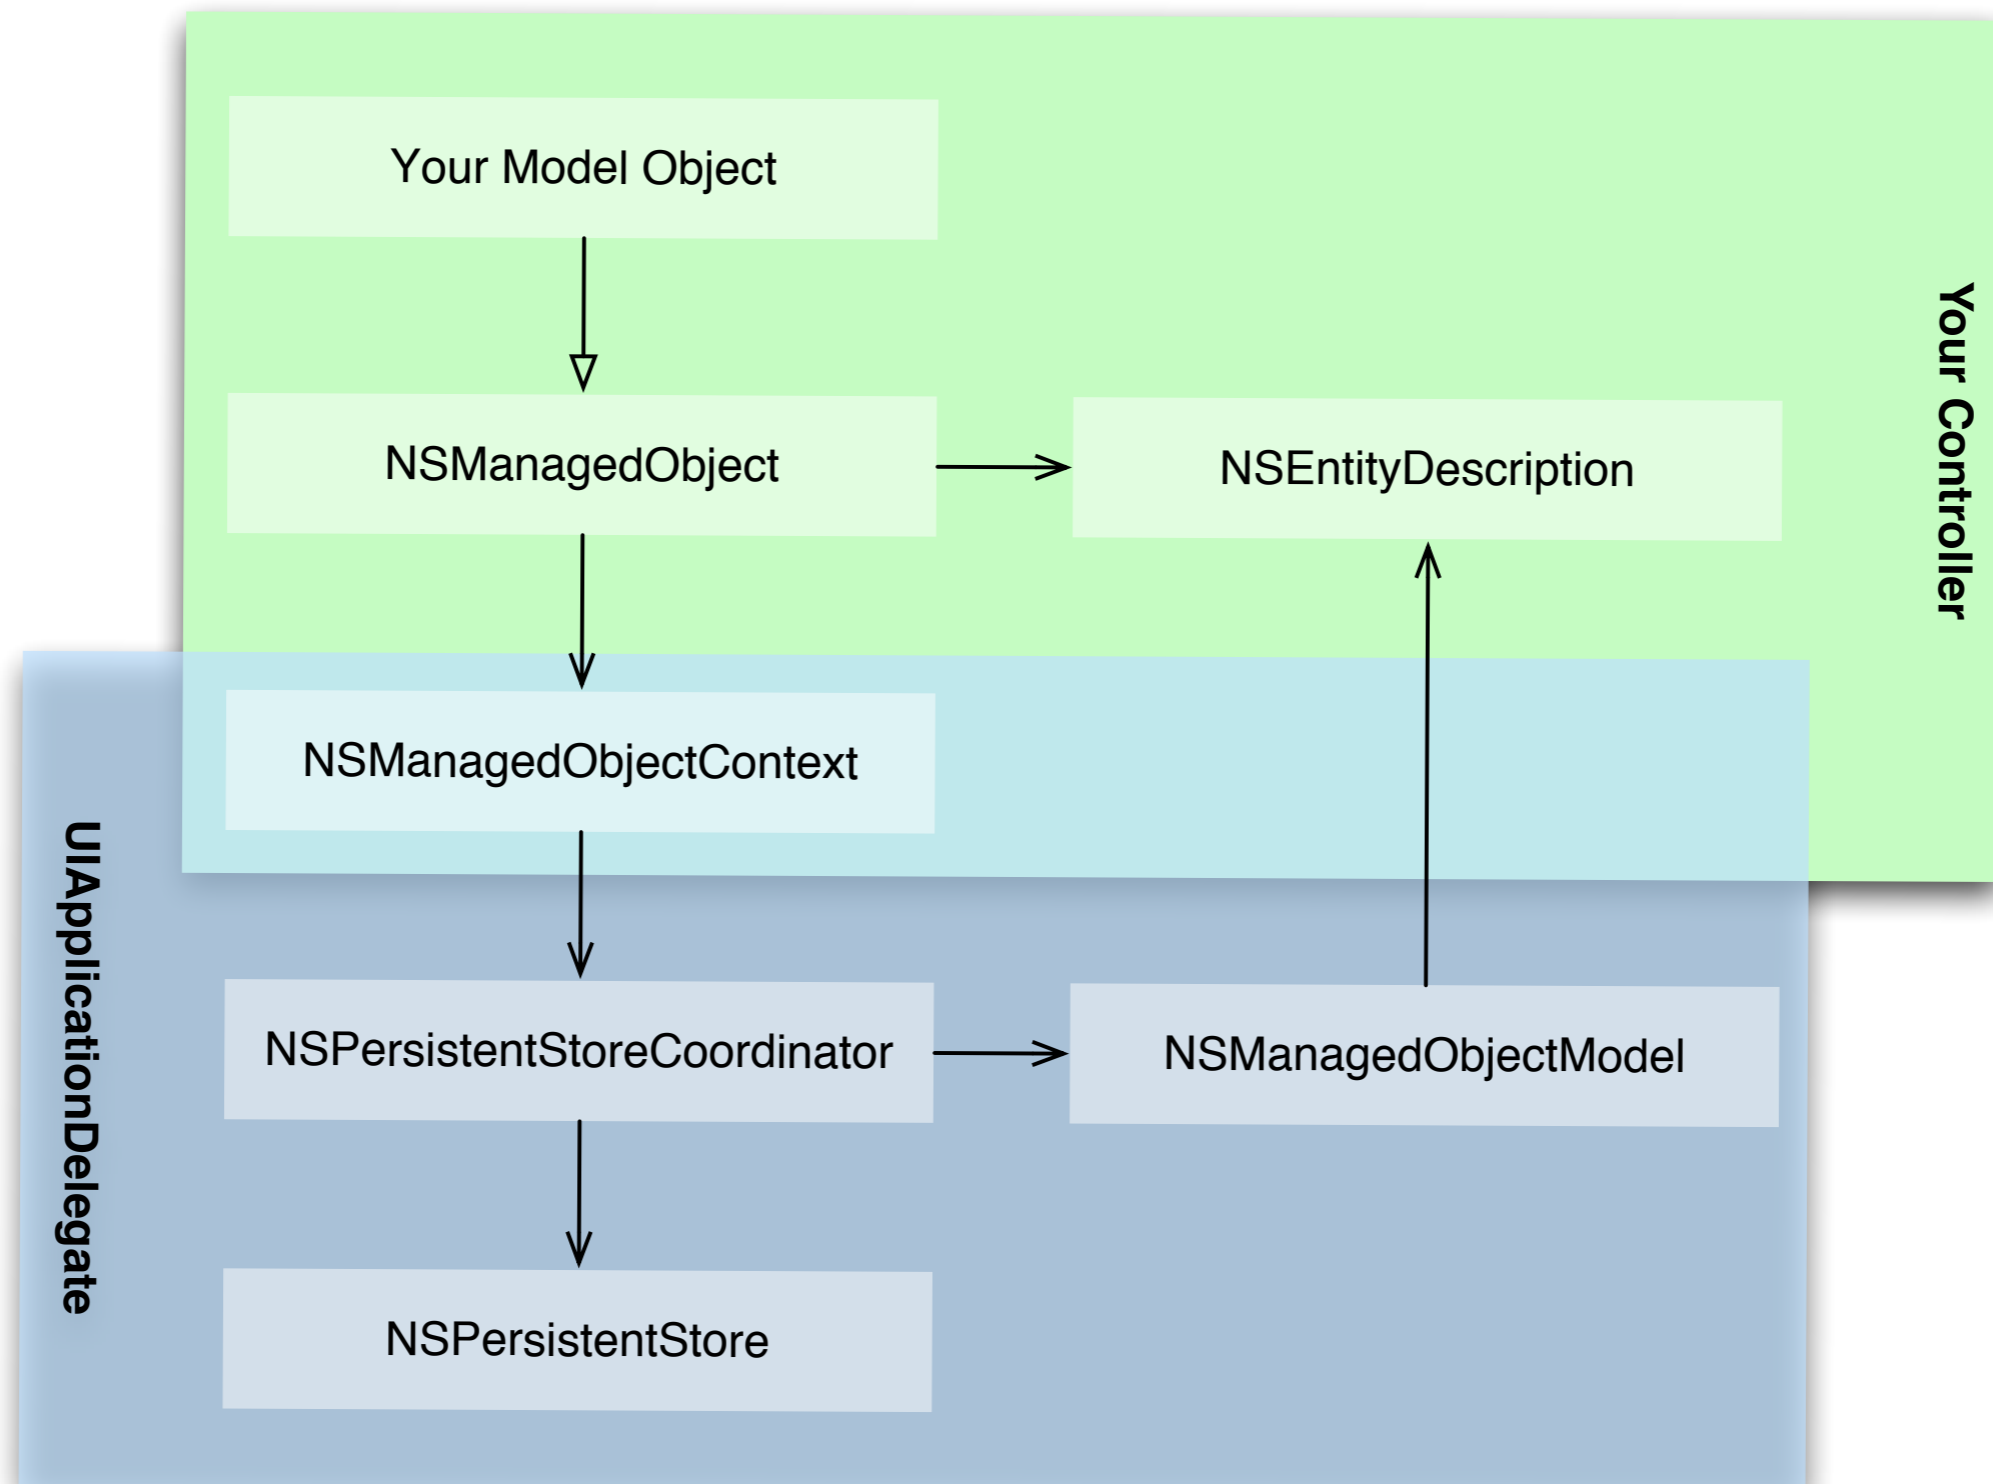 Your Model Object
NSManagedObject
NSEntityDescription
Your Controller
NSManagedObjectContext
UIApplicationDelegate
NSPersistentStoreCoordinator
NSManagedObjectModel
NSPersistentStore